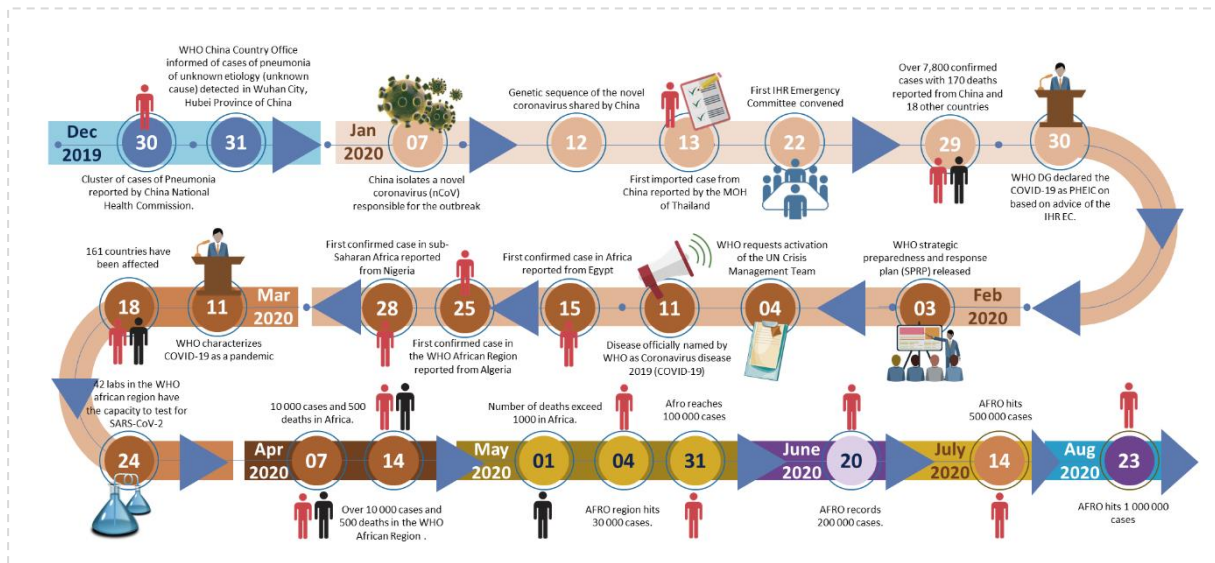 Dec
2019
30
Cluster of cases of Pneumonia
reported by China National
Health Commission.
WHO China Country Office
informed of cases of pneumonia
of unknown etiology (unknown
cause) detected in Wuhan City,
Hubei Province of China
31
Jan
2020
07
China isolates a novel
coronavirus (nCoV)
responsible for the outbreak
Genetic sequence of the novel
coronavirus shared by China
12
13
First imported case from
China reported by the MOH
of Thailand
First IHR Emergency
Committee convened
22
Over 7,800 confirmed
cases with 170 deaths
reported from China and
18 other countries
29
30
WHO DG declared the
COVID-19 as PHEIC on
based on advice of the
IHR EC.
Feb
2020
WHO strategic
preparedness and response
plan (SPRP) released
03
WHO requests activation
of the UN Crisis
Management Team
04
11
Disease officially named by
WHO as Coronavirus disease
2019 (COVID-19)
First confirmed case in Africa
reported from Egypt
15
25
First confirmed case in
the WHO African Region
reported from Algeria
First confirmed case in sub-
Saharan Africa reported
from Nigeria
28
Mar
2020
11
WHO characterizes
COVID-19 as a pandemic
161 countries have
been affected
18
42 labs in the WHO
african region have
the capacity to test for
SARS-CoV-2
24
Apr
2020
10 000 cases and 500
deaths in Africa.
07
14
Over 10 000 cases and
500 deaths in the WHO
African Region .
May
2020
Number of deaths exceed
1000 in Africa.
01
04
AFRO region hits
30 000 cases.
Afro reaches
100 000 cases
31
June
2020
20
AFRO records
200 000 cases.
July
2020
AFRO hits
500 000 cases
14
Aug
2020
23
AFRO hits 1 000 000
cases